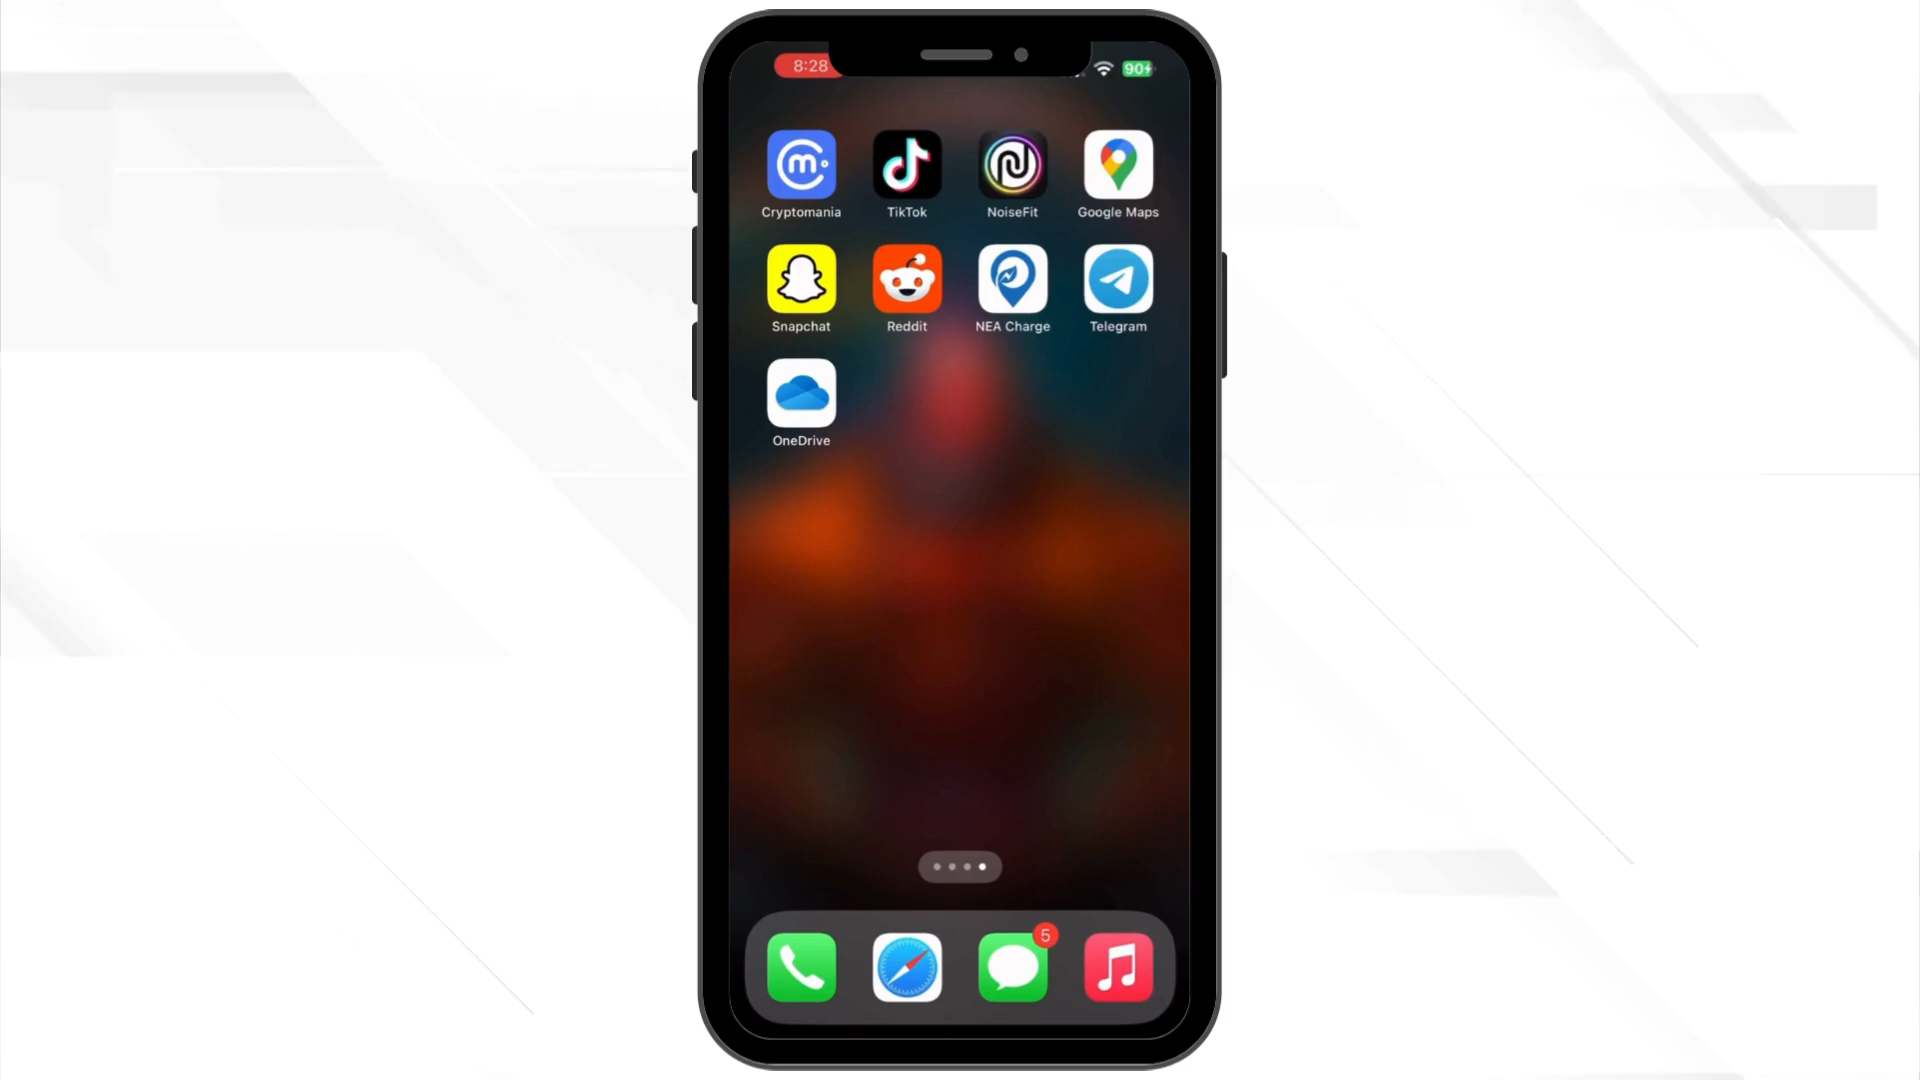 8:28
90
Cryptomania TikTok NoiseFit Google Maps
Snapchat Reddit NEA Charge Telegram
OneDrive
5